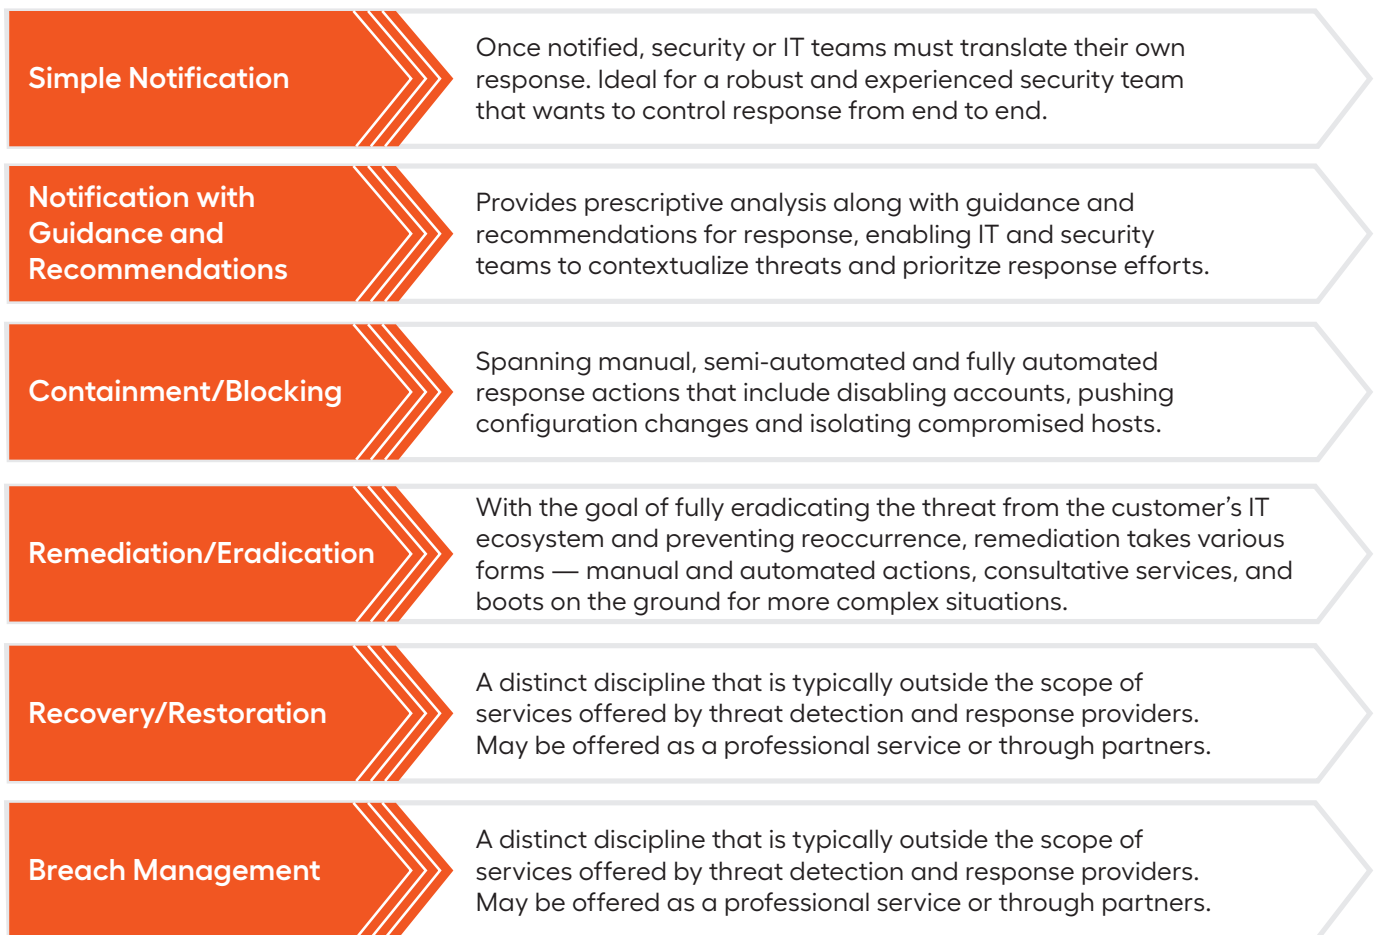 Simple Notification
Once notified, security or IT teams must translate their own
response. Ideal for a robust and experienced security team
that wants to control response from end to end.
Notification with
Guidance and
Recommendations
Provides prescriptive analysis along with guidance and
recommendations for response, enabling IT and security
teams to contextualize threats and prioritze response efforts.
Containment/Blocking
Spanning manual, semi-automated and fully automated
response actions that include disabling accounts, pushing
configuration changes and isolating compromised hosts.
Remediation/Eradication
With the goal of fully eradicating the threat from the customer’s IT
ecosystem and preventing reoccurrence, remediation takes various
forms — manual and automated actions, consultative services, and
boots on the ground for more complex situations.
Recovery/Restoration
A distinct discipline that is typically outside the scope of
services offered by threat detection and response providers.
May be offered as a professional service or through partners.
Breach Management
A distinct discipline that is typically outside the scope of
services offered by threat detection and response providers.
May be offered as a professional service or through partners.